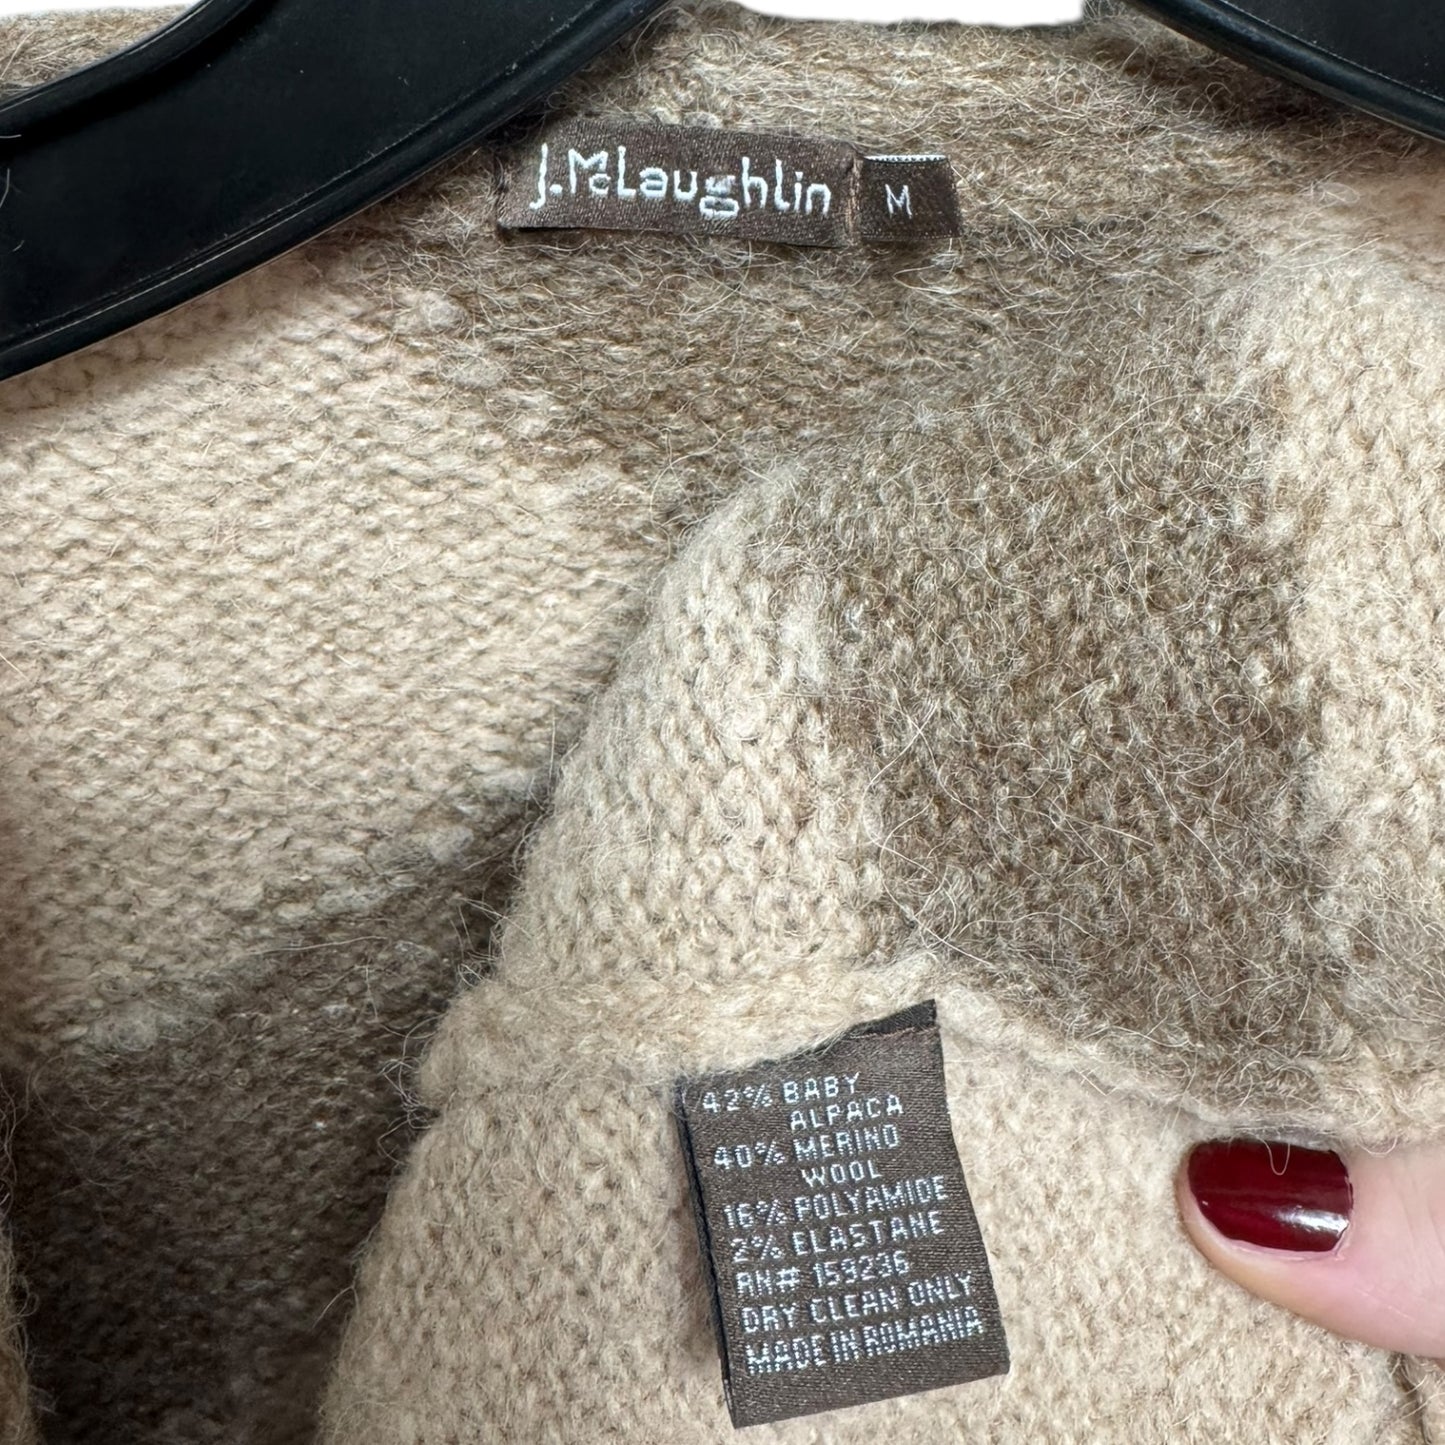 J.McLaughlin
M
42% BABY
ALPACA
40% MERINO
WOOL
16% POLYAMIDE
2% ELASTANE
RN# 159236
DRY CLEAN ONLY
MADE IN ROMANIA